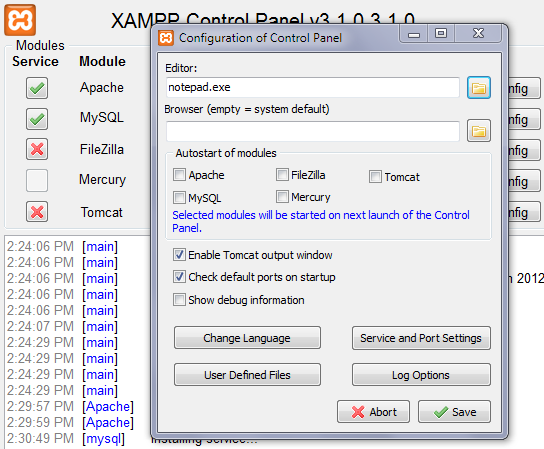 XAMPP Control Panel v3.1.0 3.1.0
Modules
Service Module
Apache
MySQL
FileZilla
Mercury
Tomcat
Configuration of Control Panel
Editor:
notepad.exe
Browser (empty = system default)
Autostart of modules
Apache FileZilla Tomcat
MySQL Mercury
Selected modules will be started on next launch of the Control
Panel.
Enable Tomcat output window
Check default ports on startup
Show debug information
Change Language Service and Port Settings
User Defined Files Log Options
Abort Save
2:24:06 PM [main]
2:24:06 PM [main]
2:24:06 PM [main] 2012
2:24:06 PM [main]
2:24:06 PM [main]
2:24:07 PM [main]
2:24:29 PM [main]
2:24:29 PM [main]
2:24:29 PM [main]
2:24:29 PM [main]
2:29:57 PM [Apache]
2:29:59 PM [Apache]
2:30:49 PM [mysql] Installing service...